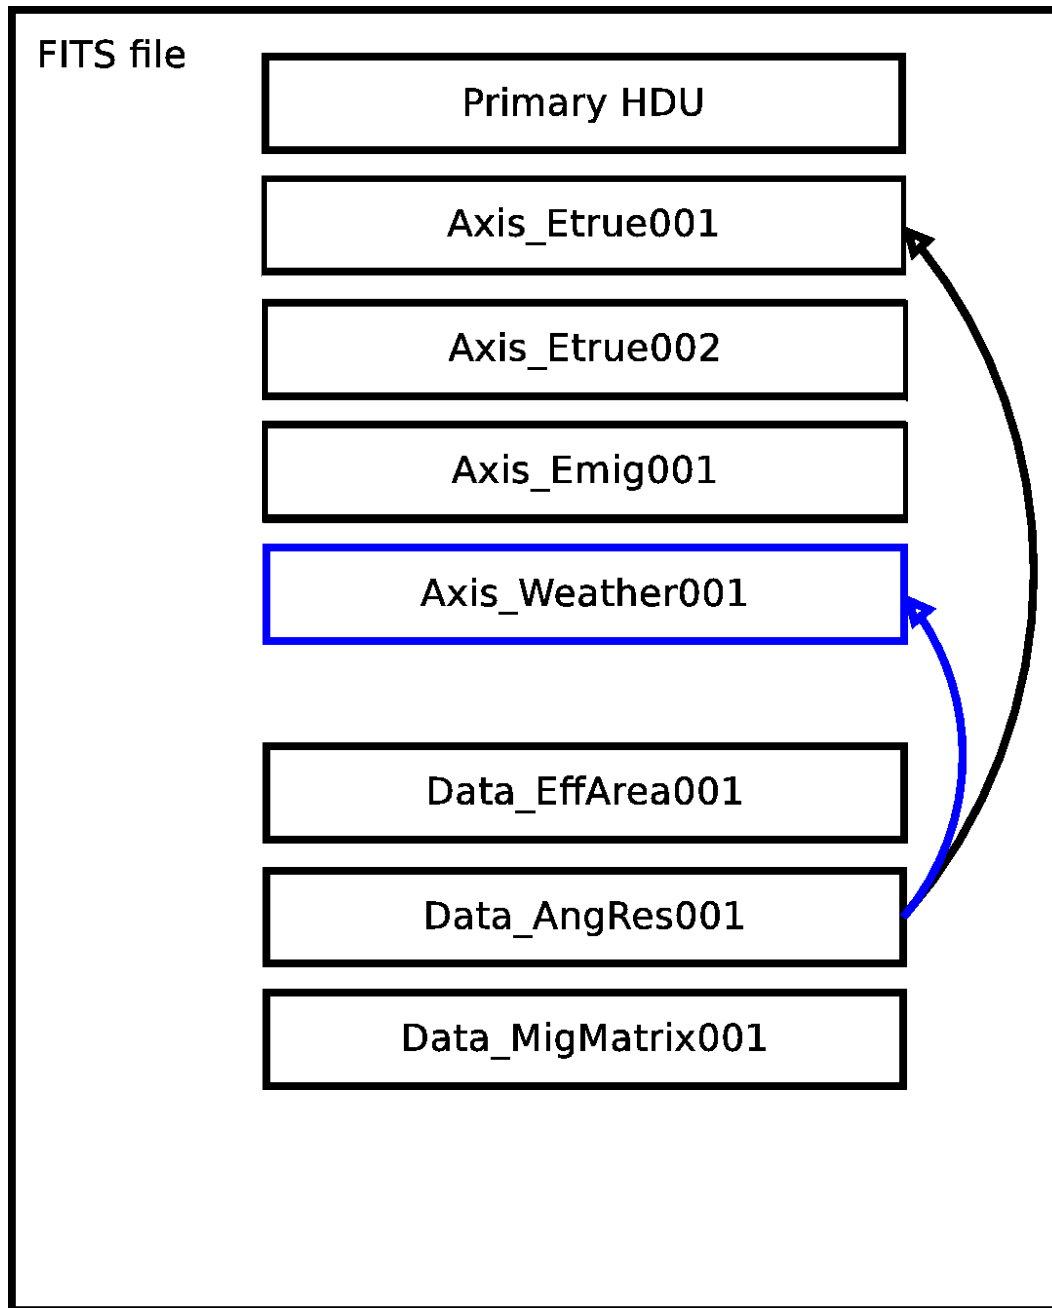 FITS file
Primary HDU
Axis_Etrue001
Axis_Etrue002
Axis_Emig001
Axis_Weather001
Data_EffArea001
Data_AngRes001
Data_MigMatrix001